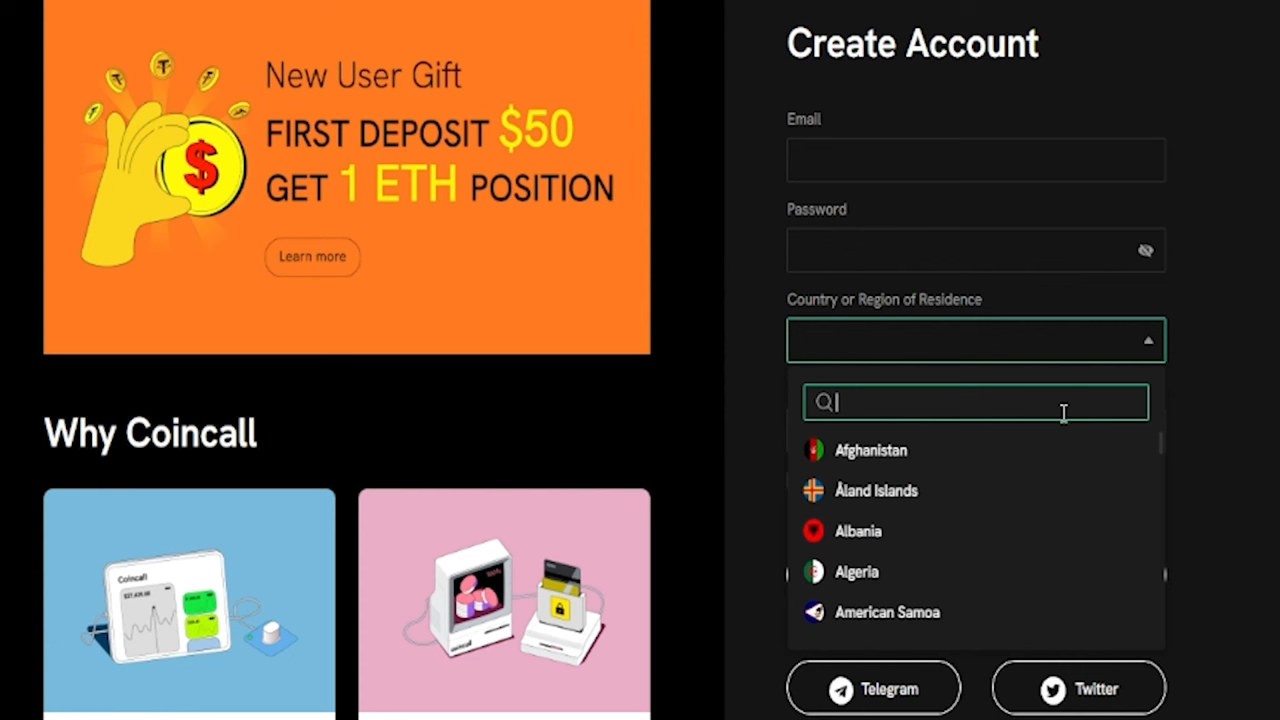 New User Gift
FIRST DEPOSIT $50
GET 1 ETH POSITION
Learn more
Why Coincall
Coincall
coincall
Create Account
Email
Password
Country or Region of Residence
Afghanistan
Åland Islands
Albania
Algeria
American Samoa
Telegram
Twitter